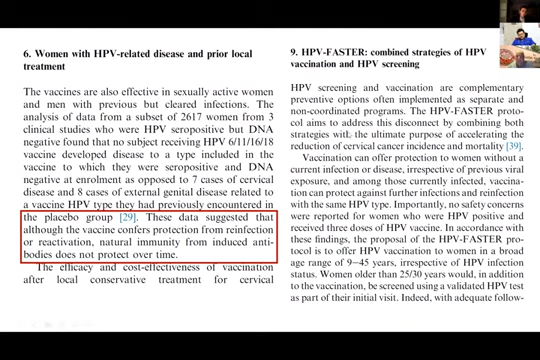 6. Women with HPV-related disease and prior local
treatment
The vaccines are also effective in sexually active women
and men with previous but cleared infections. The
analysis of data from a subset of 2617 women from 3
clinical studies who were HPV seropositive but DNA
negative found that no subject receiving HPV 6/11/16/18
vaccine developed disease to a type included in the
vaccine to which they were seropositive and DNA
negative at enrolment as opposed to 7 cases of cervical
disease and 8 cases of external genital disease related to
a vaccine HPV type they had previously encountered in
the placebo group [29]. These data suggested that
although the vaccine confers protection from reinfection
or reactivation, natural immunity from induced anti-
bodies does not protect over time.
The efficacy and cost-effectiveness of vaccination
after local conservative treatment for cervical
9. HPV-FASTER: combined strategies of HPV
vaccination and HPV screening
HPV screening and vaccination are complementary
preventive options often implemented as separate and
non-coordinated programs. The HPV-FASTER proto-
col aims to address this disconnect by combining both
strategies with the ultimate purpose of accelerating the
reduction of cervical cancer incidence and mortality [39].
Vaccination can offer protection to women without a
current infection or disease, irrespective of previous viral
exposure, and among those currently infected, vaccina-
tion can protect against further infections and reinfection
with the same HPV type. Importantly, no safety concerns
were reported for women who were HPV positive and
received three doses of HPV vaccine. In accordance with
these findings, the proposal of the HPV-FASTER pro-
tocol is to offer HPV vaccination to women in a broad
age range of 9–45 years, irrespective of HPV infection
status. Women older than 25/30 years would, in addition
to the vaccination, be screened using a validated HPV test
as part of their initial visit. Indeed, with adequate follow-